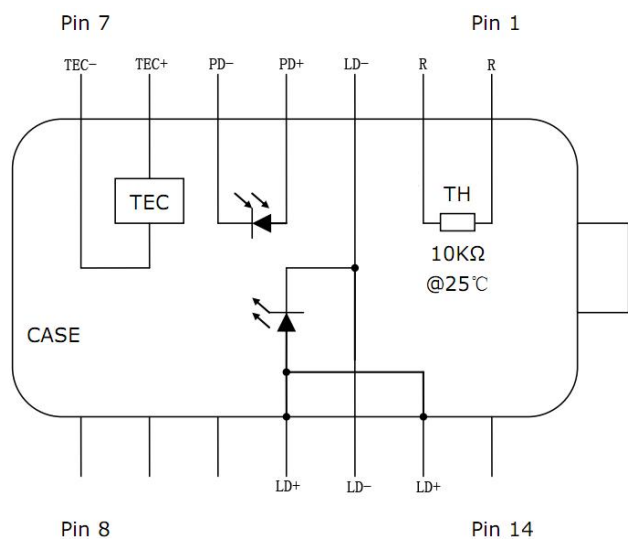 Pin 7 Pin 1
TEC- TEC+ PD- PD+ LD- R R
TEC
TH
10KΩ
@25℃
CASE
LD+ LD- LD+
Pin 8 Pin 14